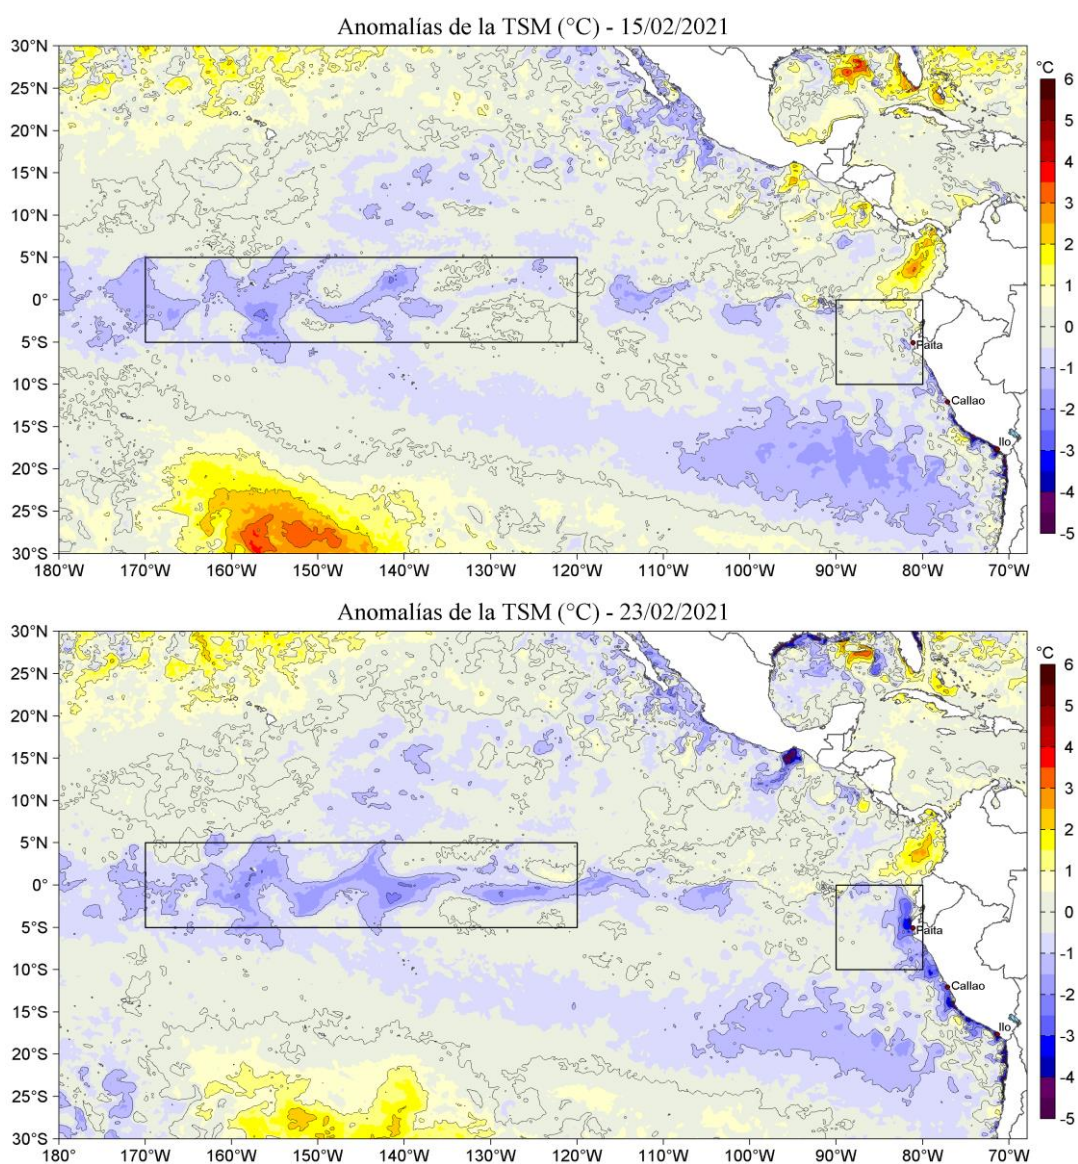 Anomalías de la TSM (°C) - 15/02/2021
30°N
25°N
20°N
15°N
10°N
5°N
0°
5°S
10°S
15°S
20°S
25°S
30°S
180°W 170°W 160°W 150°W 140°W 130°W 120°W 110°W 100°W 90°W 80°W 70°W
Paita
Callao
Ilo
°C
6
5
4
3
2
1
0
-1
-2
-3
-4
-5
Anomalías de la TSM (°C) - 23/02/2021
30°N
25°N
20°N
15°N
10°N
5°N
0°
5°S
10°S
15°S
20°S
25°S
30°S
180° 170°W 160°W 150°W 140°W 130°W 120°W 110°W 100°W 90°W 80°W 70°W
Paita
Callao
Ilo
°C
6
5
4
3
2
1
0
-1
-2
-3
-4
-5